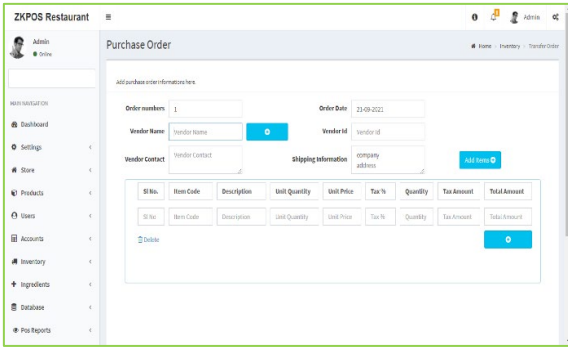 ZKPOS Restaurant
Admin
Admin
Online
Purchase Order
Home > Inventory > Transfer Order
Add purchase order informations here.
MAIN NAVIGATION
Dashboard
Settings
Store
Products
Users
Accounts
Inventory
Ingredients
Database
Pos Reports
Order numbers 1 Order Date 21-09-2021
Vendor Name Vendor Name Vendor Id Vendor Id
Vendor Contact Vendor Contact Shipping Information company address
Add Items
Sl No. Item Code Description Unit Quantity Unit Price Tax % Quantity Tax Amount Total Amount
Sl No Item Code Description Unit Quantity Unit Price Tax % Quantity Tax Amount Total Amount
Delete